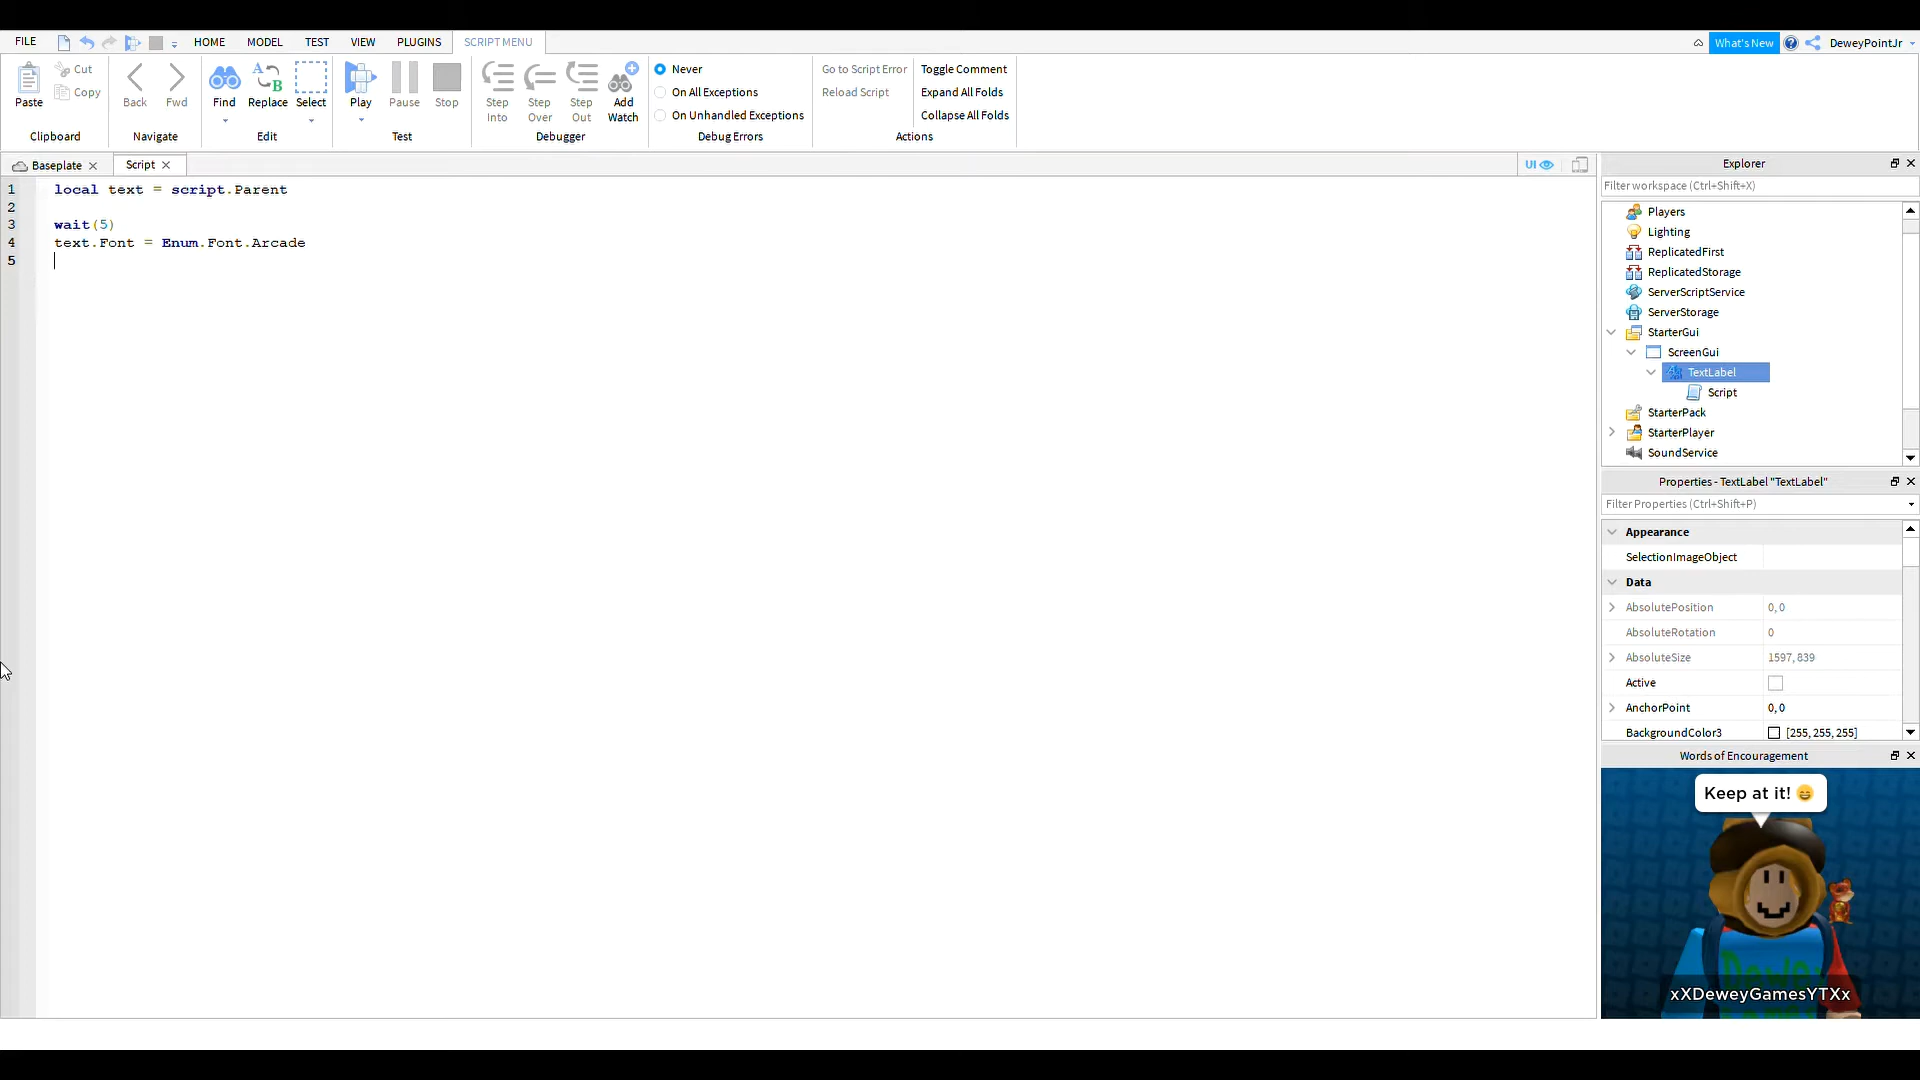 FILE HOME MODEL TEST VIEW PLUGINS SCRIPT MENU What's New DeweyPointJr
Paste Cut Copy
Clipboard
Back Fwd
Navigate
Find Replace Select
Edit
Play Pause Stop
Test
Step Into Step Over Step Out Add Watch
Debugger
Never
On All Exceptions
On Unhandled Exceptions
Debug Errors
Go to Script Error
Reload Script
Toggle Comment
Expand All Folds
Collapse All Folds
Actions
Baseplate Script UI
1 local text = script.Parent
2
3 wait(5)
4 text.Font = Enum.Font.Arcade
5
Explorer
Filter workspace (Ctrl+Shift+X)
Players
Lighting
ReplicatedFirst
ReplicatedStorage
ServerScriptService
ServerStorage
StarterGui
ScreenGui
TextLabel
Script
StarterPack
StarterPlayer
SoundService
Properties - TextLabel "TextLabel"
Filter Properties (Ctrl+Shift+P)
Appearance
SelectionImageObject
Data
AbsolutePosition 0, 0
AbsoluteRotation 0
AbsoluteSize 1597, 839
Active
AnchorPoint 0, 0
BackgroundColor3 [255, 255, 255]
Words of Encouragement
Keep at it! 😄
xXDeweyGamesYTXx